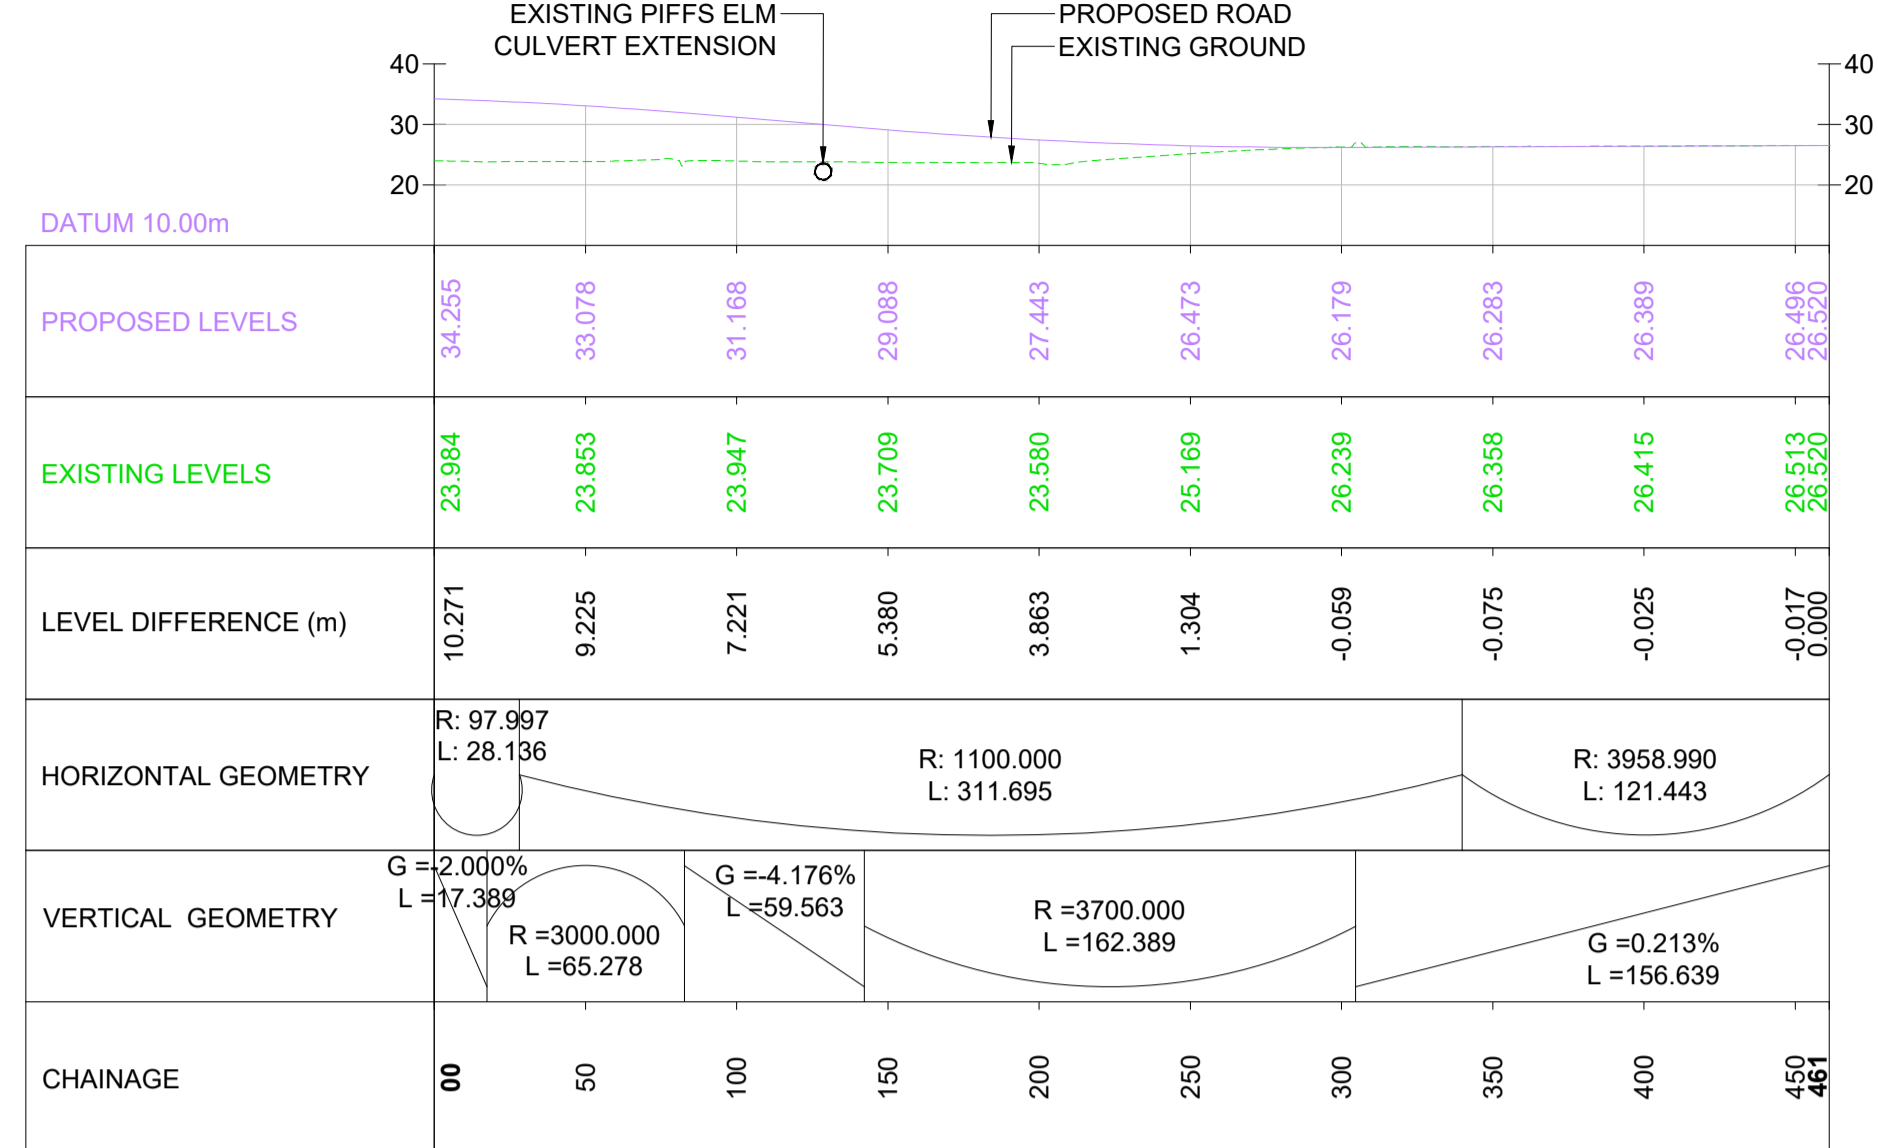 EXISTING PIFFS ELM
CULVERT EXTENSION
PROPOSED ROAD
EXISTING GROUND
40
30
20
40
30
20
DATUM 10.00m
PROPOSED LEVELS
34.255
33.078
31.168
29.088
27.443
26.473
26.179
26.283
26.389
26.496
26.520
EXISTING LEVELS
23.984
23.853
23.947
23.709
23.580
25.169
26.239
26.358
26.415
26.513
26.520
LEVEL DIFFERENCE (m)
10.271
9.225
7.221
5.380
3.863
1.304
-0.059
-0.075
-0.025
-0.017
0.000
HORIZONTAL GEOMETRY
R: 97.997
L: 28.136
R: 1100.000
L: 311.695
R: 3958.990
L: 121.443
VERTICAL GEOMETRY
G =-2.000%
L =17.389
R =3000.000
L =65.278
G =-4.176%
L =59.563
R =3700.000
L =162.389
G =0.213%
L =156.639
CHAINAGE
00
50
100
150
200
250
300
350
400
450
461